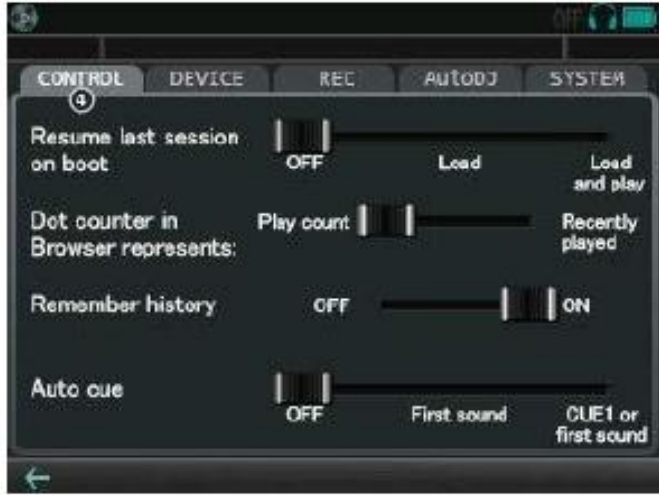 OFF
CONTROL DEVICE REC AUTODJ SYSTEM
4
Resume last session
on boot
OFF Load Load
and play
Dot counter in
Browser represents:
Play count Recently
played
Remember history OFF ON
Auto cue
OFF First sound CUE1 or
first sound